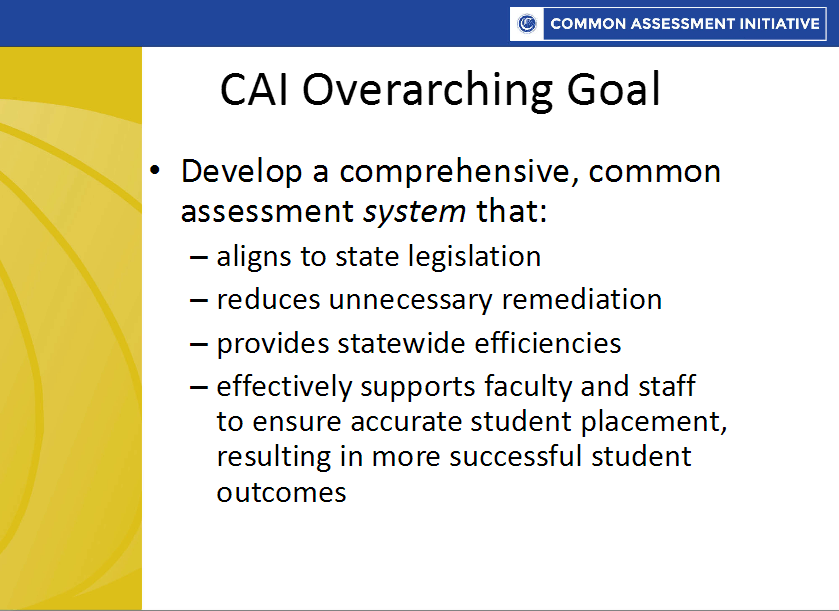 COMMON ASSESSMENT INITIATIVE
CAI Overarching Goal
• Develop a comprehensive, common
assessment system that:
– aligns to state legislation
– reduces unnecessary remediation
– provides statewide efficiencies
– effectively supports faculty and staff
to ensure accurate student placement,
resulting in more successful student
outcomes